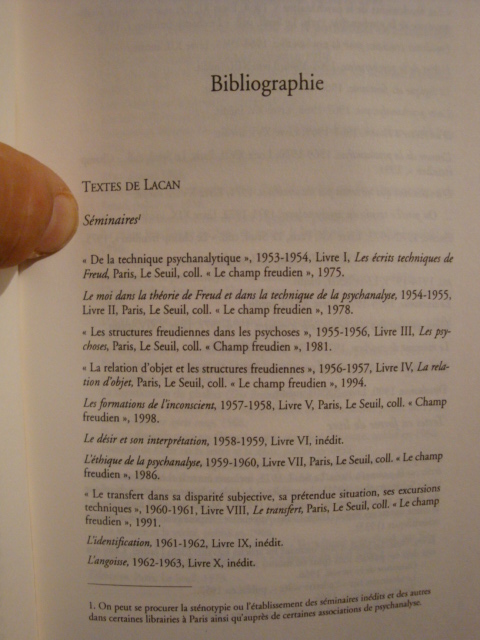 Bibliographie
TEXTES DE LACAN
Séminaires¹
« De la technique psychanalytique », 1953-1954, Livre I, Les écrits techniques de
Freud, Paris, Le Seuil, coll. « Le champ freudien », 1975.
Le moi dans la théorie de Freud et dans la technique de la psychanalyse, 1954-1955,
Livre II, Paris, Le Seuil, coll. « Le champ freudien », 1978.
« Les structures freudiennes dans les psychoses », 1955-1956, Livre III, Les psy-
choses, Paris, Le Seuil, coll. « Champ freudien », 1981.
« La relation d'objet et les structures freudiennes », 1956-1957, Livre IV, La rela-
tion d'objet, Paris, Le Seuil, coll. « Le champ freudien », 1994.
Les formations de l'inconscient, 1957-1958, Livre V, Paris, Le Seuil, coll. « Champ
freudien », 1998.
Le désir et son interprétation, 1958-1959, Livre VI, inédit.
L'éthique de la psychanalyse, 1959-1960, Livre VII, Paris, Le Seuil, coll. « Le champ
freudien », 1986.
« Le transfert dans sa disparité subjective, sa prétendue situation, ses excursions
techniques », 1960-1961, Livre VIII, Le transfert, Paris, Le Seuil, coll. « Le champ
freudien », 1991.
L'identification, 1961-1962, Livre IX, inédit.
L'angoisse, 1962-1963, Livre X, inédit.
1. On peut se procurer la sténotypie ou l'établissement des séminaires inédits et des autres
dans certaines librairies à Paris ainsi qu'auprès de certaines associations de psychanalyse.